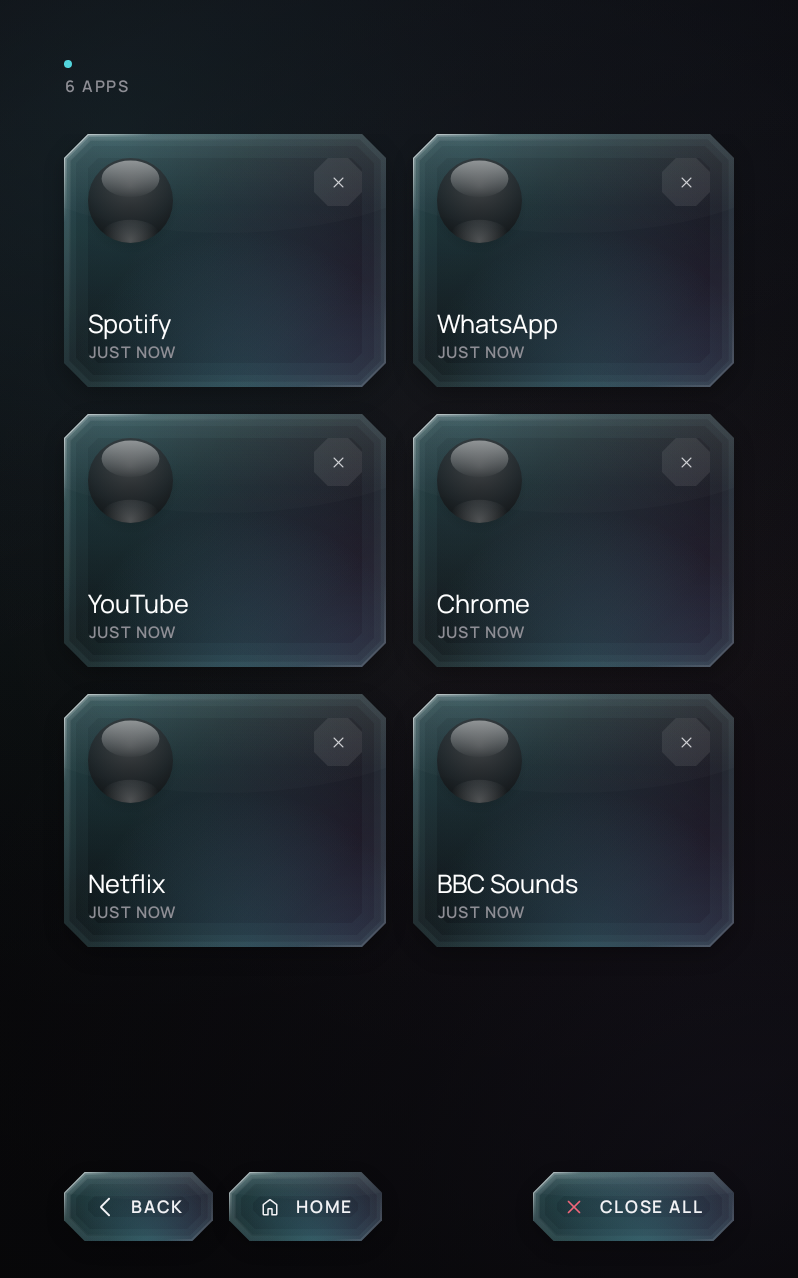 6 APPS
Spotify
JUST NOW
WhatsApp
JUST NOW
YouTube
JUST NOW
Chrome
JUST NOW
Netflix
JUST NOW
BBC Sounds
JUST NOW
BACK
HOME
CLOSE ALL